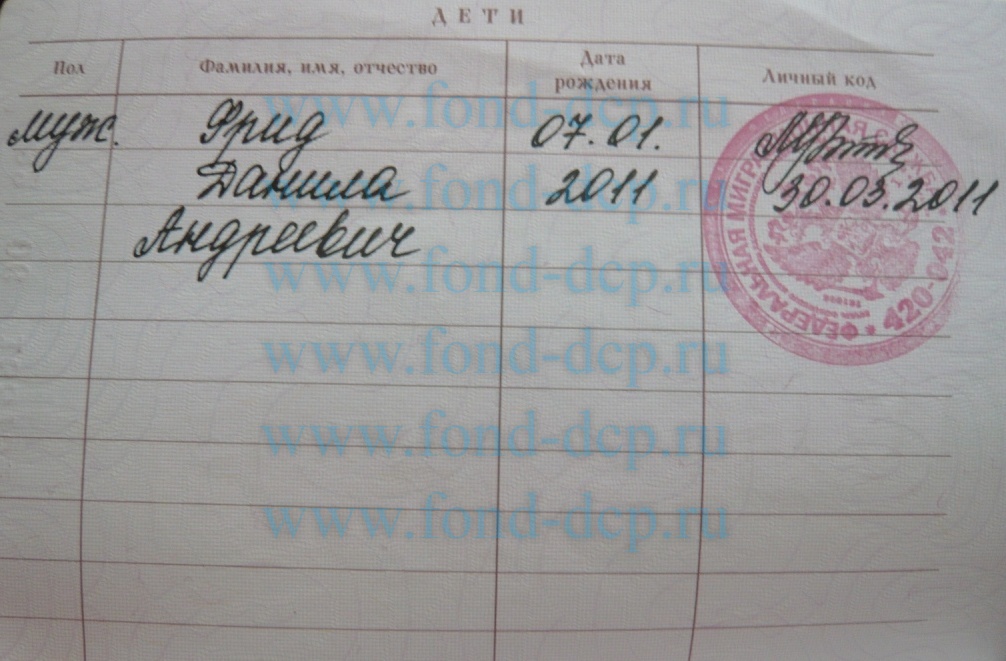 ДЕТИ
Пол Фамилия, имя, отчество Дата рождения Личный код
www.fond-dcp.ru
муж. Фрид 07.01.
Данила 2011 30.03.2011
Андреевич
www.fond-dcp.ru
www.fond-dcp.ru
www.fond-dcp.ru
www.fond-dcp.ru
www.fond-dcp.ru
ФЕДЕРАЛЬНАЯ МИГРАЦИОННАЯ СЛУЖБА * 420-042 *